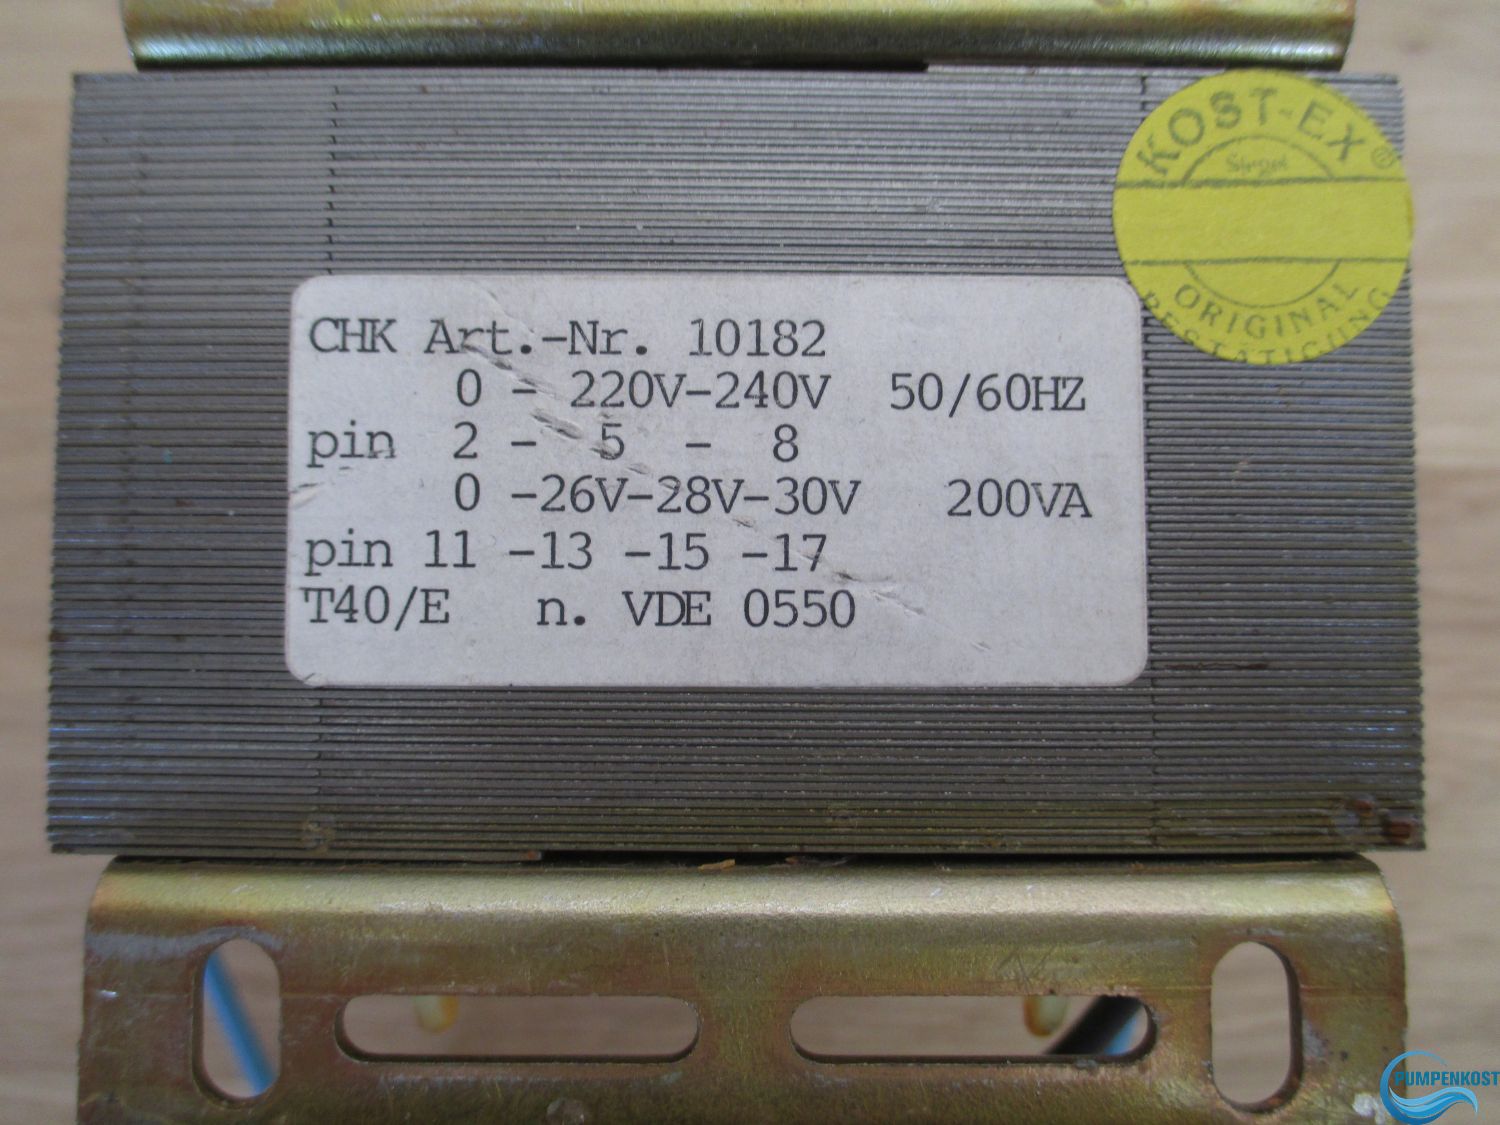 CHK Art.-Nr. 10182
0 - 220V-240V 50/60HZ
pin 2 - 5 - 8
0 -26V-28V-30V 200VA
pin 11 -13 -15 -17
T40/E n. VDE 0550
KOST-EX®
ORIGINAL
PUMPENKOST